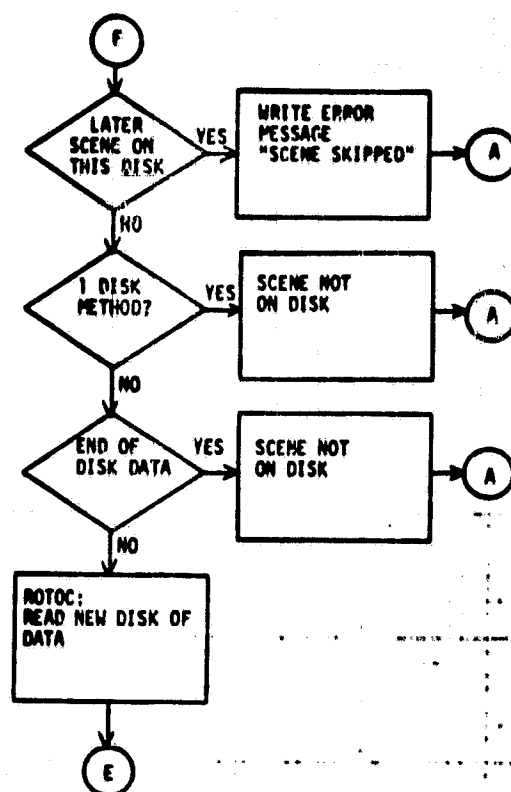 F
LATER
SCENE ON
THIS DISK
YES
WRITE ERROR
MESSAGE
"SCENE SKIPPED"
A
NO
1 DISK
METHOD?
YES
SCENE NOT
ON DISK
A
NO
END OF
DISK DATA
YES
SCENE NOT
ON DISK
A
NO
ROTOC:
READ NEW DISK OF
DATA
E